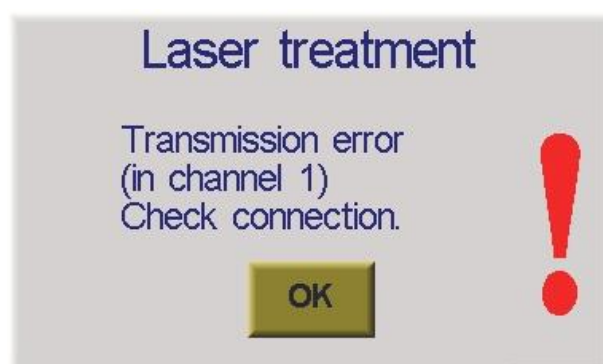 Laser treatment
Transmission error
(in channel 1)
Check connection.
OK